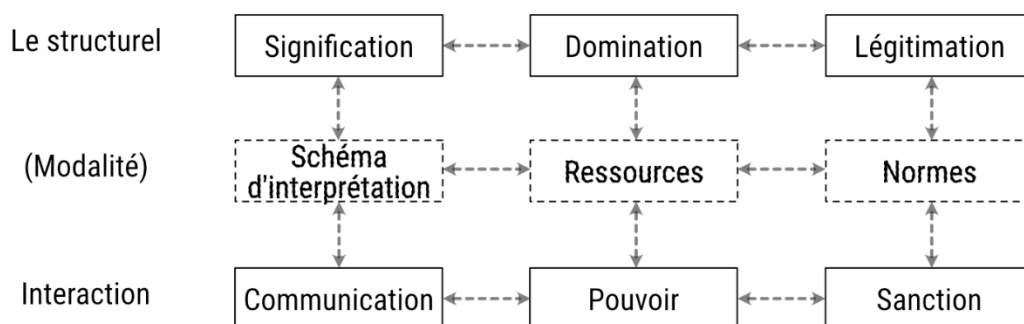 Le structurel
Signification
Domination
Légitimation
(Modalité)
Schéma
d'interprétation
Ressources
Normes
Interaction
Communication
Pouvoir
Sanction